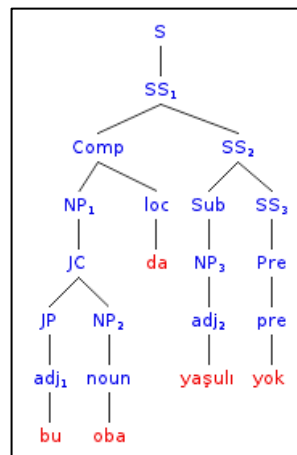 S
SS₁
Comp SS₂
NP₁ loc Sub SS₃
JC da NP₃ Pre
JP NP₂ adj₂ pre
adj₁ noun yaşulı yok
bu oba